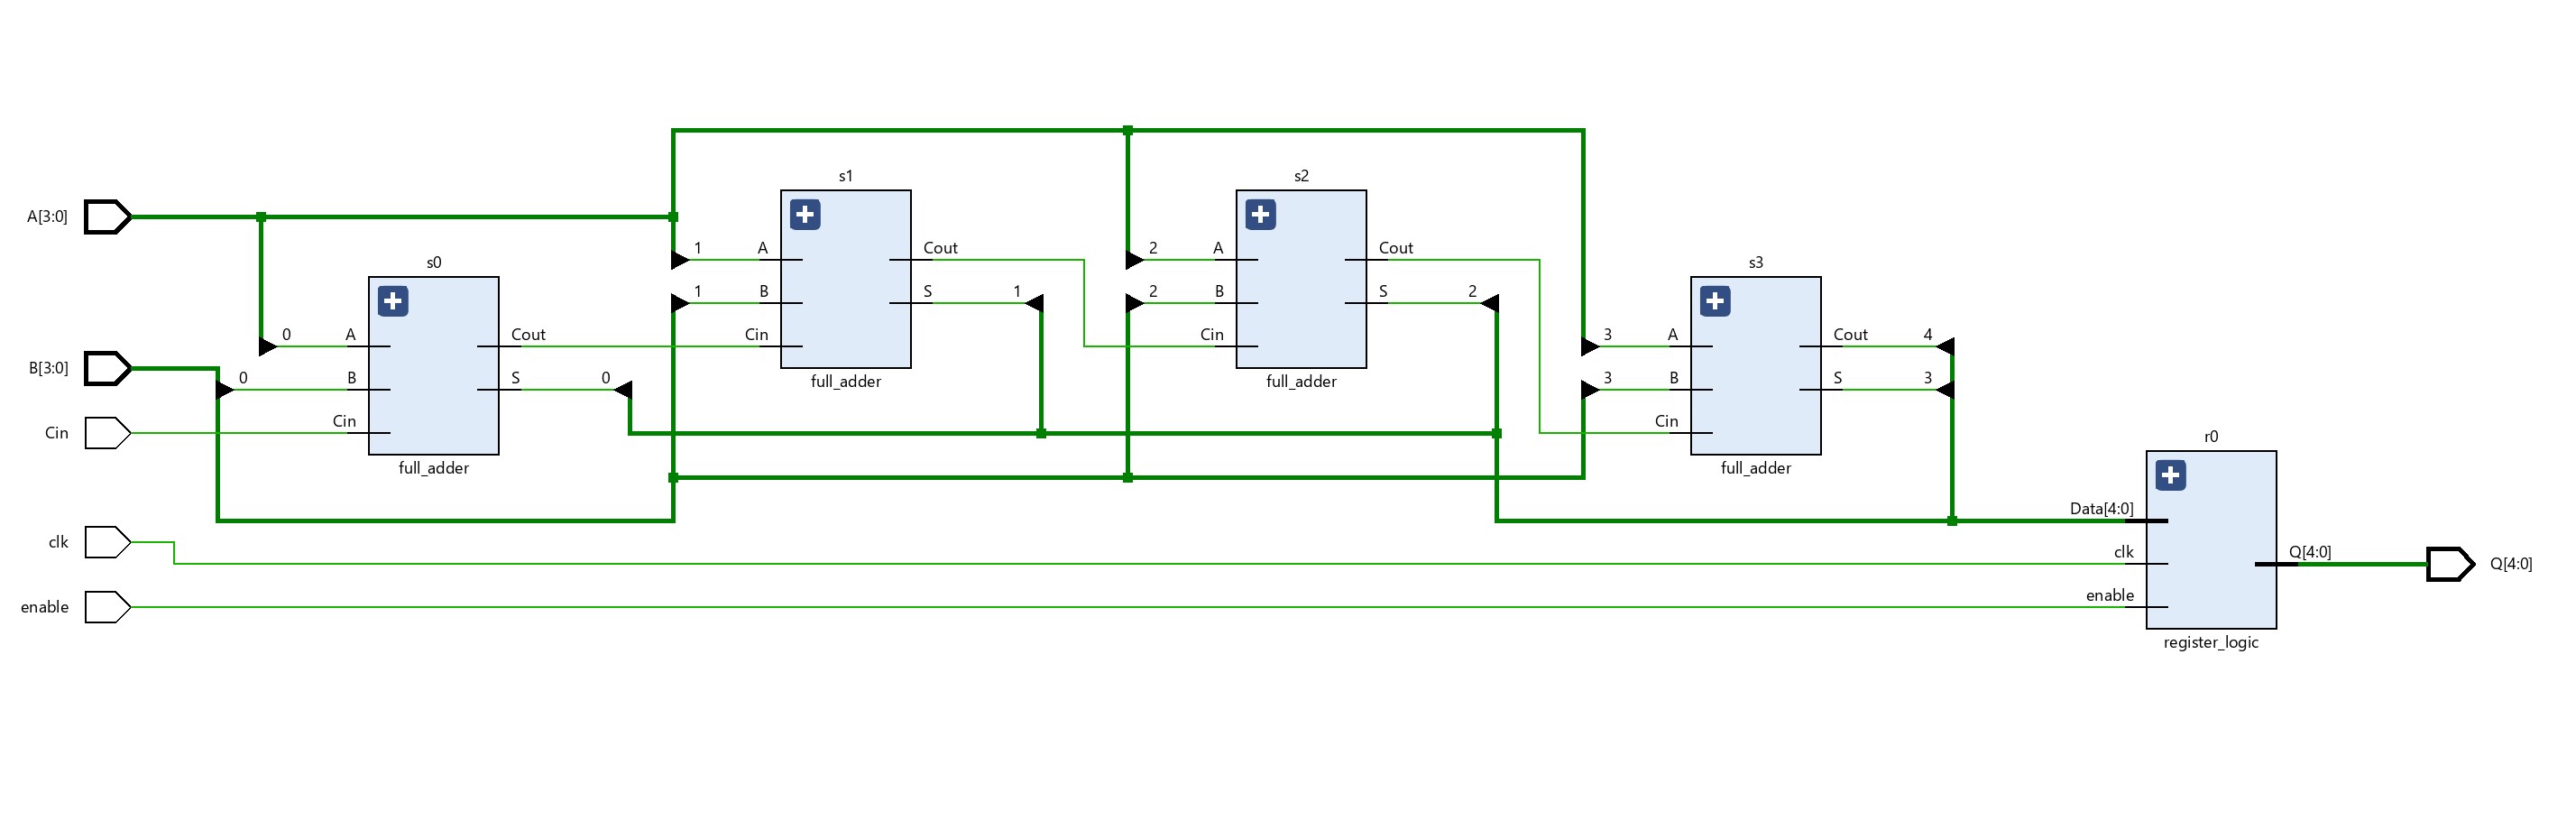 s1
s2
A[3:0]
1 A Cout
2 A Cout
s0
s3
1 B S 1
2 B S 2
0 A Cout
Cin
Cin
3 A Cout 4
B[3:0]
0 B S 0
full_adder
full_adder
3 B S 3
Cin
Cin
Cin
r0
full_adder
full_adder
Data[4:0]
clk
clk
Q[4:0]
Q[4:0]
enable
enable
register_logic